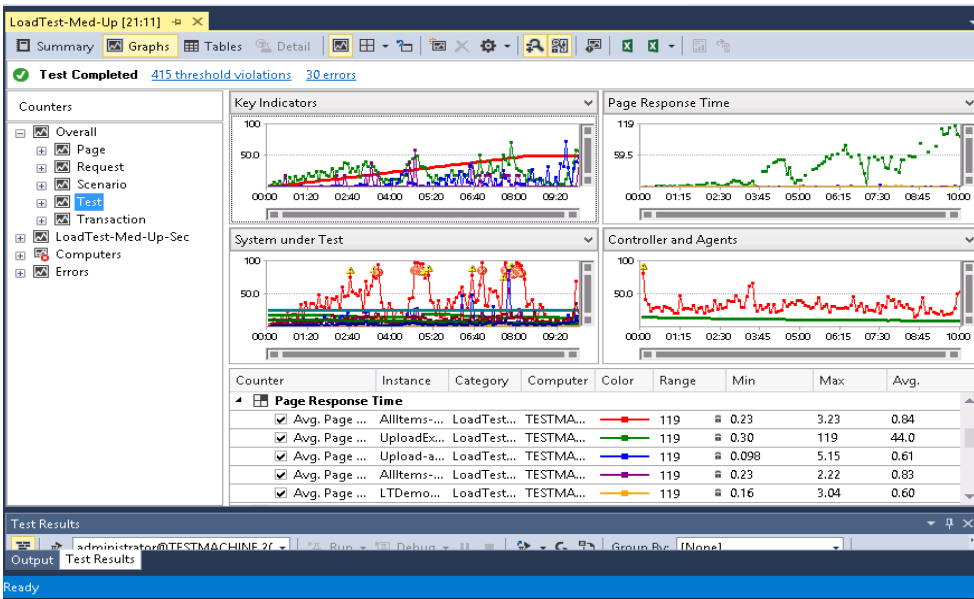 LoadTest-Med-Up [21:11]
Summary Graphs Tables Detail
Test Completed 415 threshold violations 30 errors
Counters
Overall
Page
Request
Scenario
Test
Transaction
LoadTest-Med-Up-Sec
Computers
Errors
Key Indicators
100
50.0
00:00 01:20 02:40 04:00 05:20 06:40 08:00 09:20
Page Response Time
119
59.5
00:00 01:15 02:30 03:45 05:00 06:15 07:30 08:45 10:00
System under Test
100
50.0
00:00 01:20 02:40 04:00 05:20 06:40 08:00 09:20
Controller and Agents
100
50.0
00:00 01:15 02:30 03:45 05:00 06:15 07:30 08:45 10:00
Counter Instance Category Computer Color Range Min Max Avg.
Page Response Time
Avg. Page ... AllItems-... LoadTest... TESTMA... 119 0.23 3.23 0.84
Avg. Page ... UploadEx... LoadTest... TESTMA... 119 0.30 119 44.0
Avg. Page ... Upload-a... LoadTest... TESTMA... 119 0.098 5.15 0.61
Avg. Page ... AllItems-... LoadTest... TESTMA... 119 0.23 2.22 0.83
Avg. Page ... LTDemo... LoadTest... TESTMA... 119 0.16 3.04 0.60
Test Results
administrator@TESTMACHINE Run Debug Group By: [None]
Output Test Results
Ready